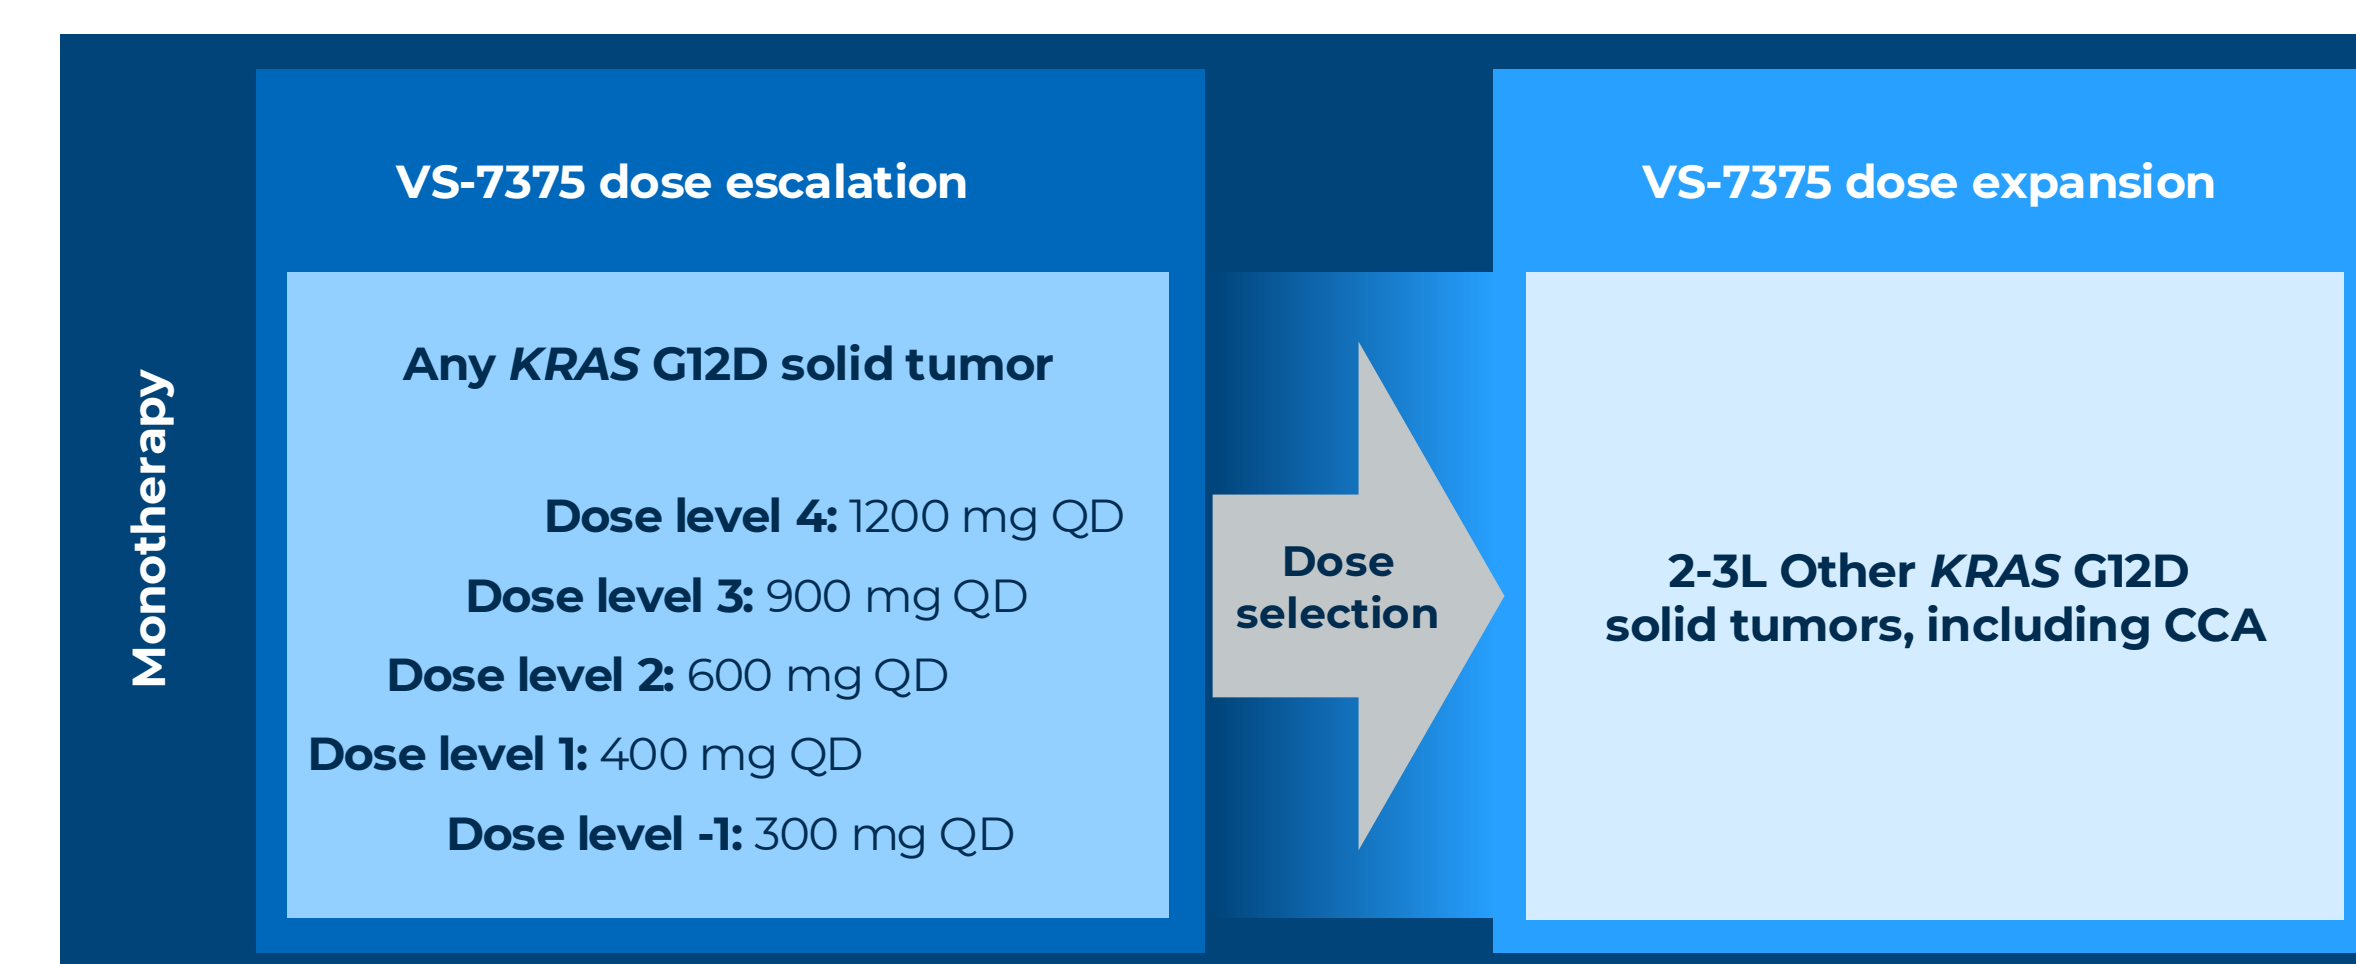 Monotherapy
VS-7375 dose escalation
Any KRAS G12D solid tumor
Dose level 4: 1200 mg QD
Dose level 3: 900 mg QD
Dose level 2: 600 mg QD
Dose level 1: 400 mg QD
Dose level -1: 300 mg QD
Dose
selection
VS-7375 dose expansion
2-3L Other KRAS G12D
solid tumors, including CCA